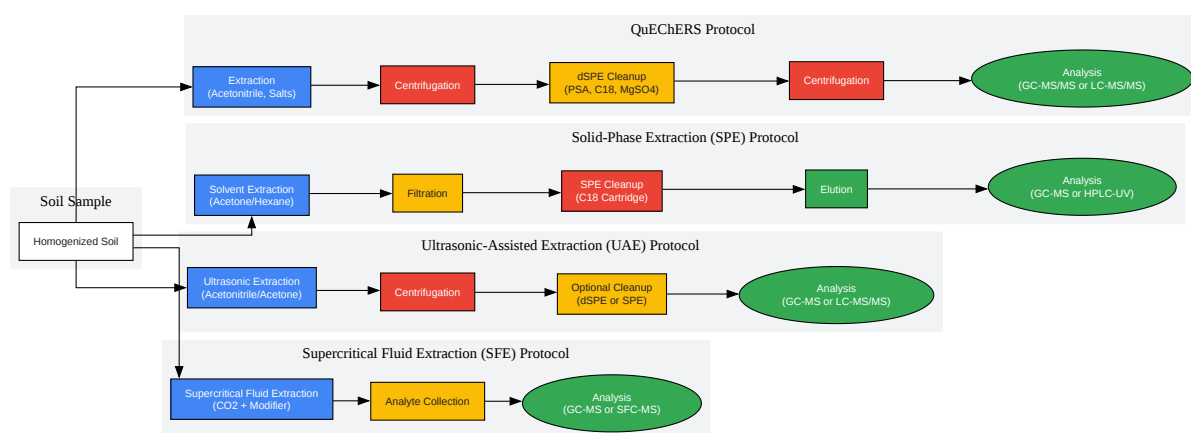 QuEChERS Protocol
Extraction
(Acetonitrile, Salts)
Centrifugation
dSPE Cleanup
(PSA, C18, MgSO4)
Centrifugation
Analysis
(GC-MS/MS or LC-MS/MS)
Solid-Phase Extraction (SPE) Protocol
Solvent Extraction
(Acetone/Hexane)
Filtration
SPE Cleanup
(C18 Cartridge)
Elution
Analysis
(GC-MS or HPLC-UV)
Soil Sample
Homogenized Soil
Ultrasonic-Assisted Extraction (UAE) Protocol
Ultrasonic Extraction
(Acetonitrile/Acetone)
Centrifugation
Optional Cleanup
(dSPE or SPE)
Analysis
(GC-MS or LC-MS/MS)
Supercritical Fluid Extraction (SFE) Protocol
Supercritical Fluid Extraction
(CO2 + Modifier)
Analyte Collection
Analysis
(GC-MS or SFC-MS)